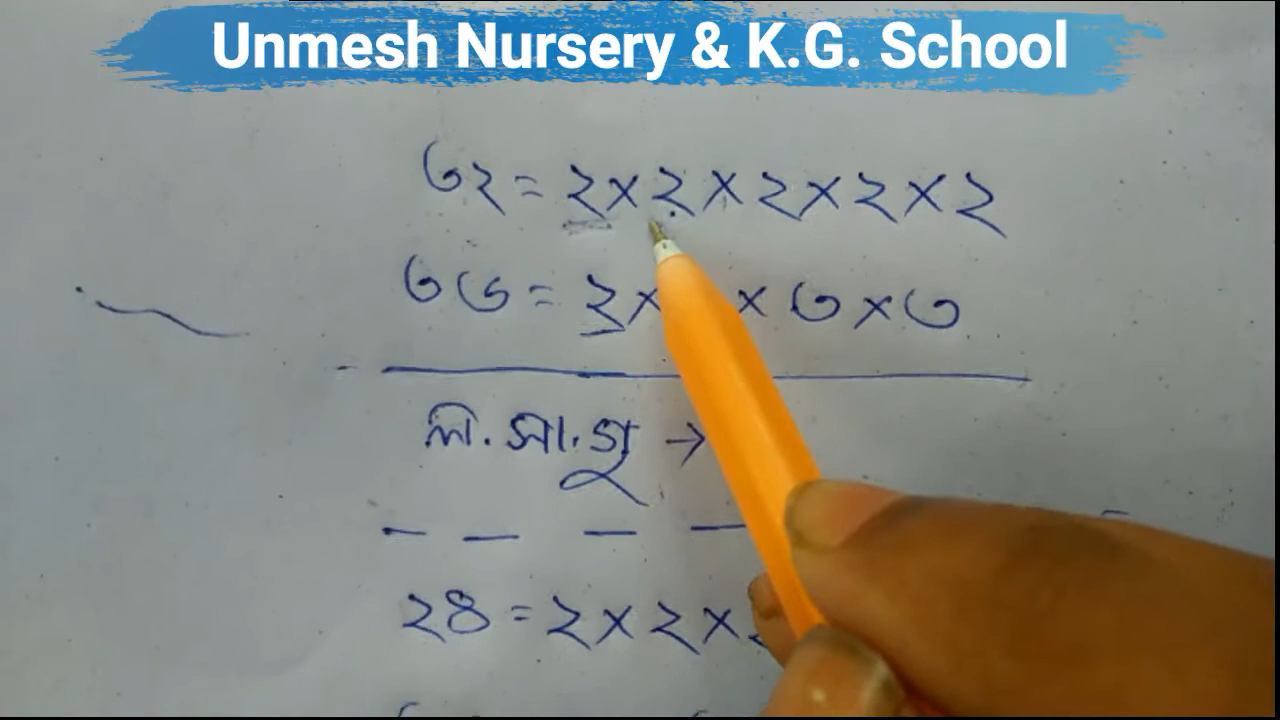 Unmesh Nursery & K.G. School
৩২ = ২×২×২×২×২
৩৬ = ২× ×৩×৩
ল.সা.গু →
২৪ = ২×২×